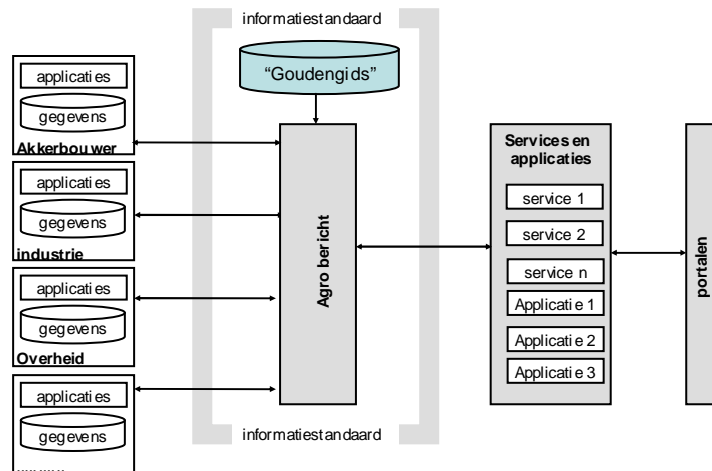 informatiestandaard
"Goudengids"
applicaties
gegevens
Akkerbouwer
applicaties
gegevens
industrie
applicaties
gegevens
Overheid
applicaties
gegevens
Agro bericht
informatiestandaard
Services en
applicaties
service 1
service 2
service n
Applicatie 1
Applicatie 2
Applicatie 3
portalen